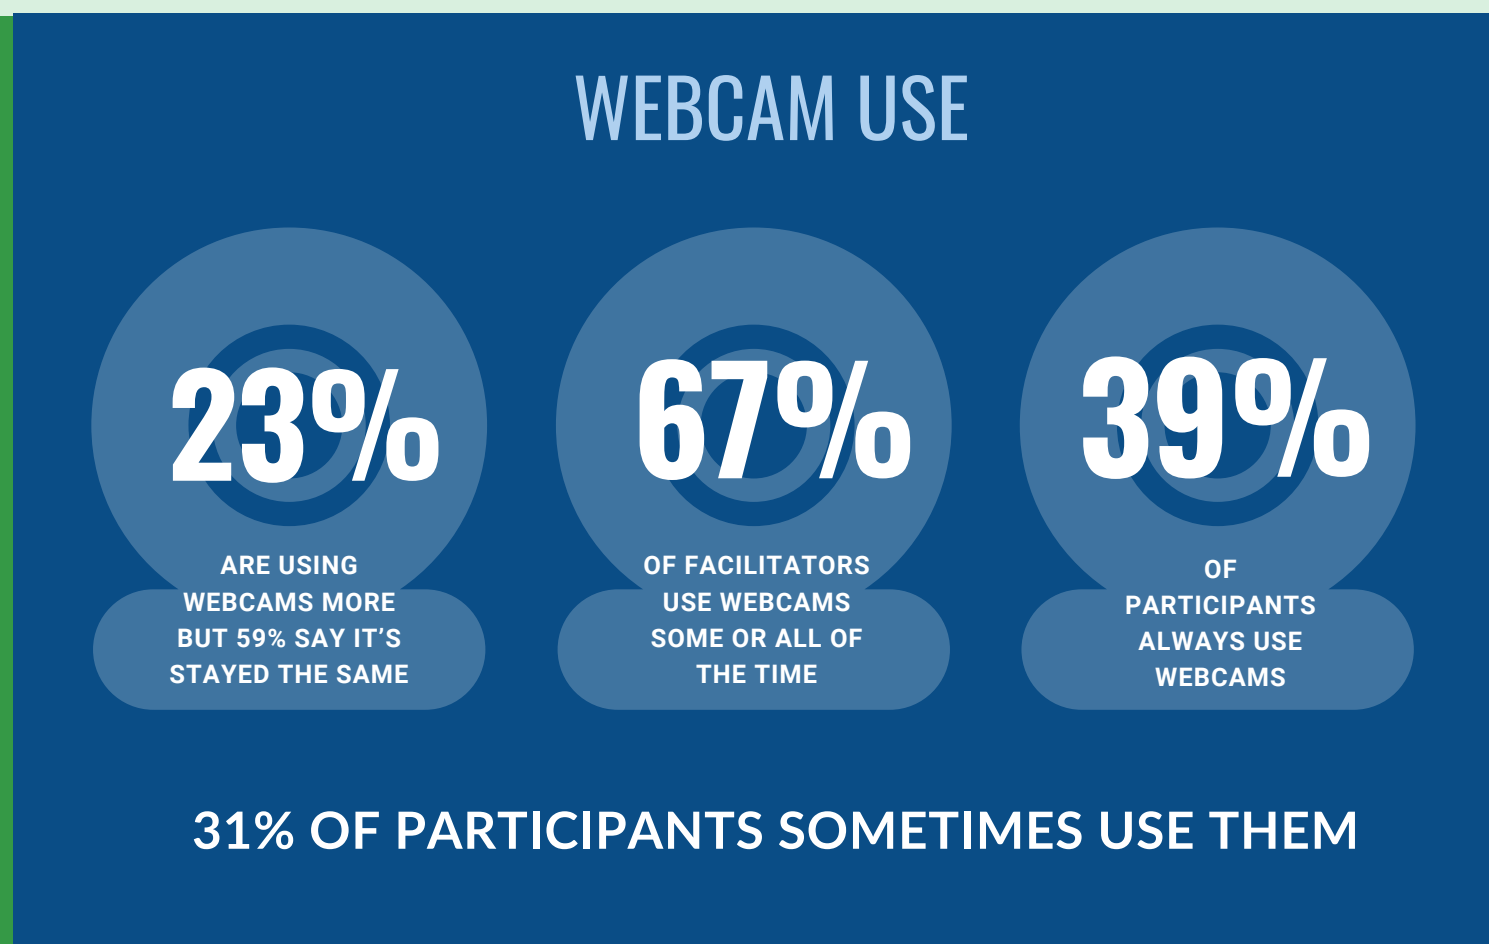 WEBCAM USE
23%
ARE USING
WEBCAMS MORE
BUT 59% SAY IT’S
STAYED THE SAME
67%
OF FACILITATORS
USE WEBCAMS
SOME OR ALL OF
THE TIME
39%
OF
PARTICIPANTS
ALWAYS USE
WEBCAMS
31% OF PARTICIPANTS SOMETIMES USE THEM